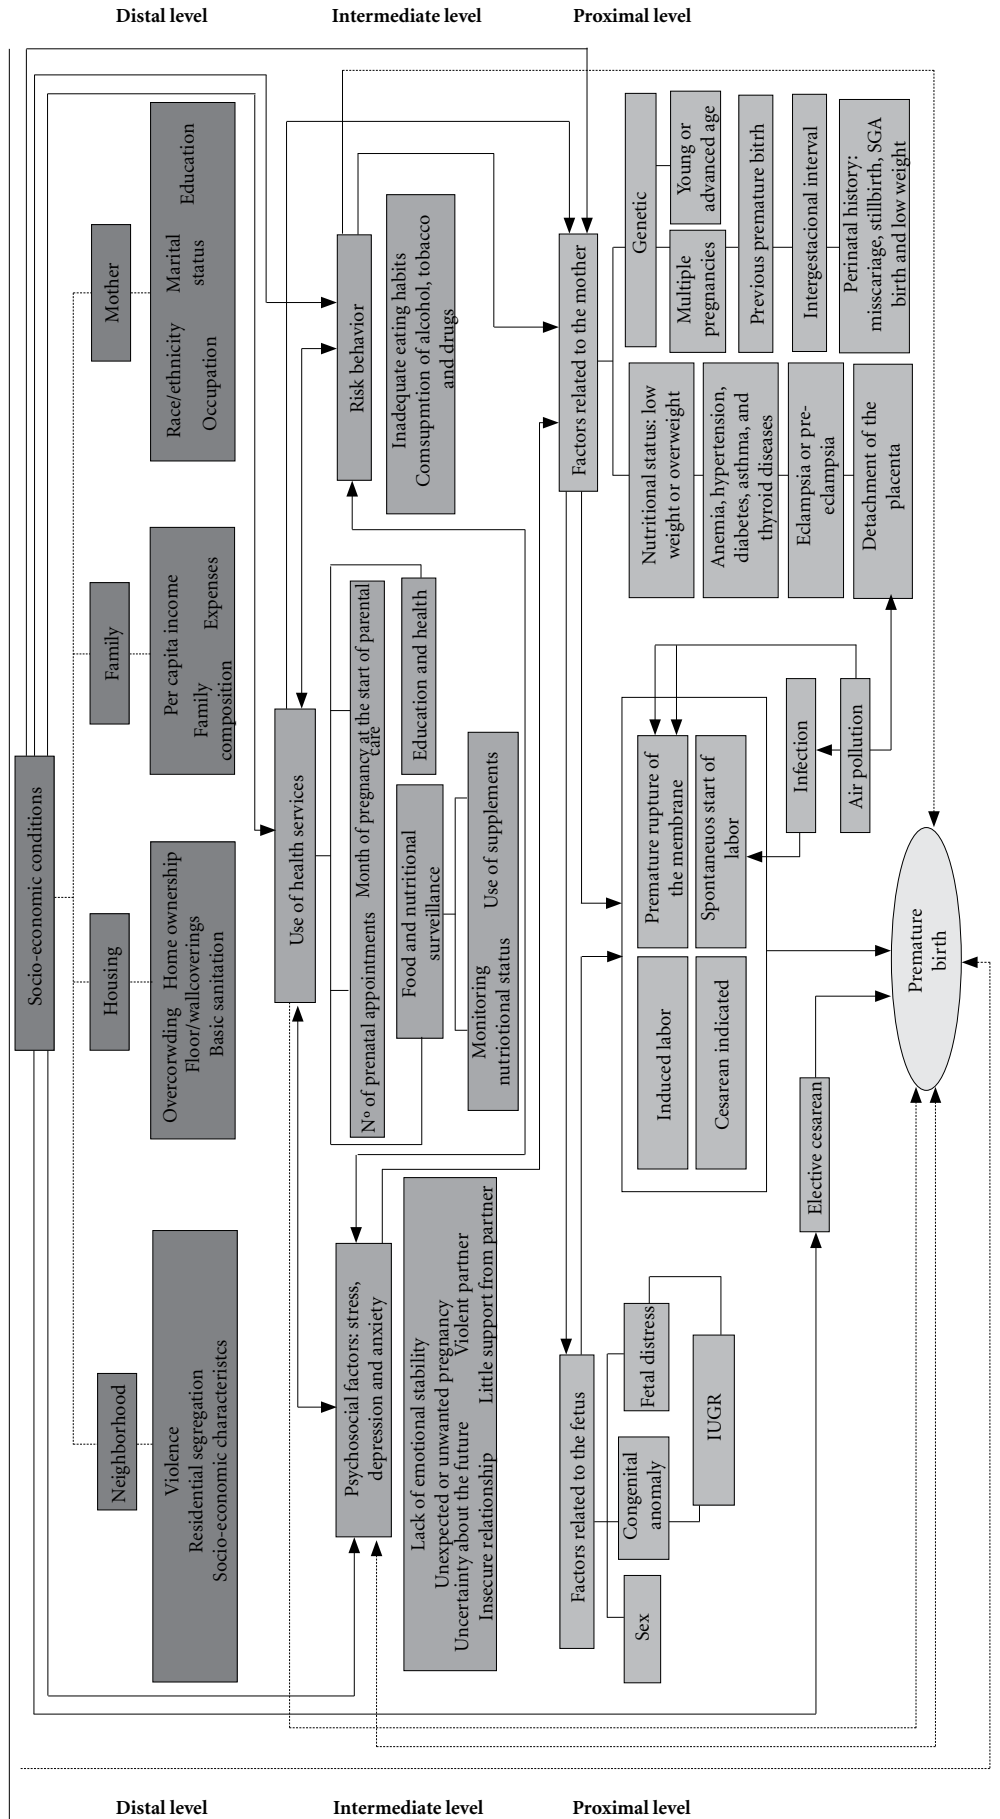 Distal level
Intermediate level
Proximal level
Socio-economic conditions
Neighborhood
Housing
Family
Mother
Violence
Residential segregation
Socio-economic characteristcs
Overcorwding Home ownership
Floor/wallcoverings
Basic sanitation
Per capita income
Family Expenses
composition
Race/ethnicity Marital Education
Occupation status
Use of health services
Psychosocial factors: stress,
depression and anxiety
Risk behavior
Lack of emotional stability
Unexpected or unwanted pregnancy
Uncertainty about the future Violent partner
Insecure relationship Little support from partner
Nº of prenatal appointments Month of pregnancy at the start of parental
care
Food and nutritional
surveillance
Education and health
Monitoring
nutriotional status
Use of supplements
Inadequate eating habits
Comsupmtion of alcohol, tobacco
and drugs
Factors related to the fetus
Factors related to the mother
Sex
Congenital
anomaly
Fetal distress
IUGR
Induced labor
Premature rupture of
the membrane
Cesarean indicated
Spontaneuos start of
labor
Elective cesarean
Infection
Air pollution
Nutritional status: low
weight or overweight
Anemia, hypertension,
diabetes, asthma, and
thyroid diseases
Eclampsia or pre-
eclampsia
Detachment of the
placenta
Genetic
Multiple
pregnancies
Young or
advanced age
Previous premature bitrh
Intergestacional interval
Perinatal history:
misscariage, stillbirth, SGA
birth and low weight
Premature
birth
Distal level
Intermediate level
Proximal level